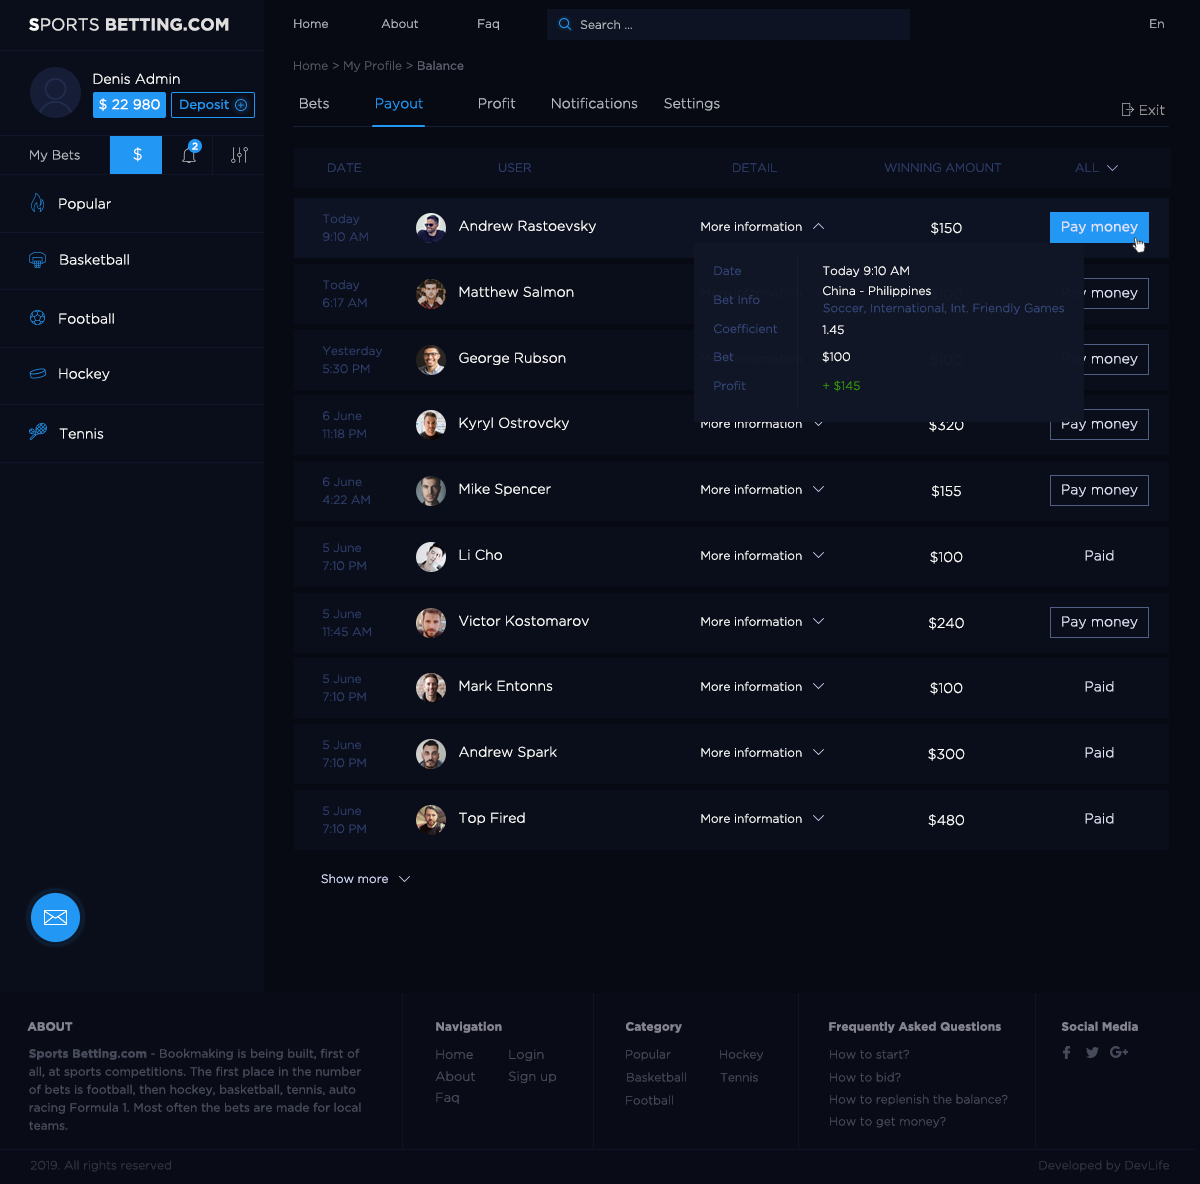 SPORTS BETTING.COM
Home About Faq Search ... En
Denis Admin
$ 22 980 Deposit
My Bets $ 2
Popular
Basketball
Football
Hockey
Tennis
Home > My Profile > Balance
Bets Payout Profit Notifications Settings
Exit
DATE USER DETAIL WINNING AMOUNT ALL
Today
9:10 AM
Andrew Rastoevsky More information $150 Pay money
Date Today 9:10 AM
Bet Info China - Philippines
Soccer, International, Int. Friendly Games
Coefficient 1.45
Bet $100
Profit + $145
Today
6:17 AM
Matthew Salmon money
Yesterday
5:30 PM
George Rubson money
6 June
11:18 PM
Kyryl Ostrovcky More information $320 Pay money
6 June
4:22 AM
Mike Spencer More information $155 Pay money
5 June
7:10 PM
Li Cho More information $100 Paid
5 June
11:45 AM
Victor Kostomarov More information $240 Pay money
5 June
7:10 PM
Mark Entonns More information $100 Paid
5 June
7:10 PM
Andrew Spark More information $300 Paid
5 June
7:10 PM
Top Fired More information $480 Paid
Show more
ABOUT
Sports Betting.com - Bookmaking is being built, first of
all, at sports competitions. The first place in the number
of bets is football, then hockey, basketball, tennis, auto
racing Formula 1. Most often the bets are made for local
teams.
Navigation
Home Login
About Sign up
Faq
Category
Popular Hockey
Basketball Tennis
Football
Frequently Asked Questions
How to start?
How to bid?
How to replenish the balance?
How to get money?
Social Media
f G+
2019. All rights reserved
Developed by DevLife